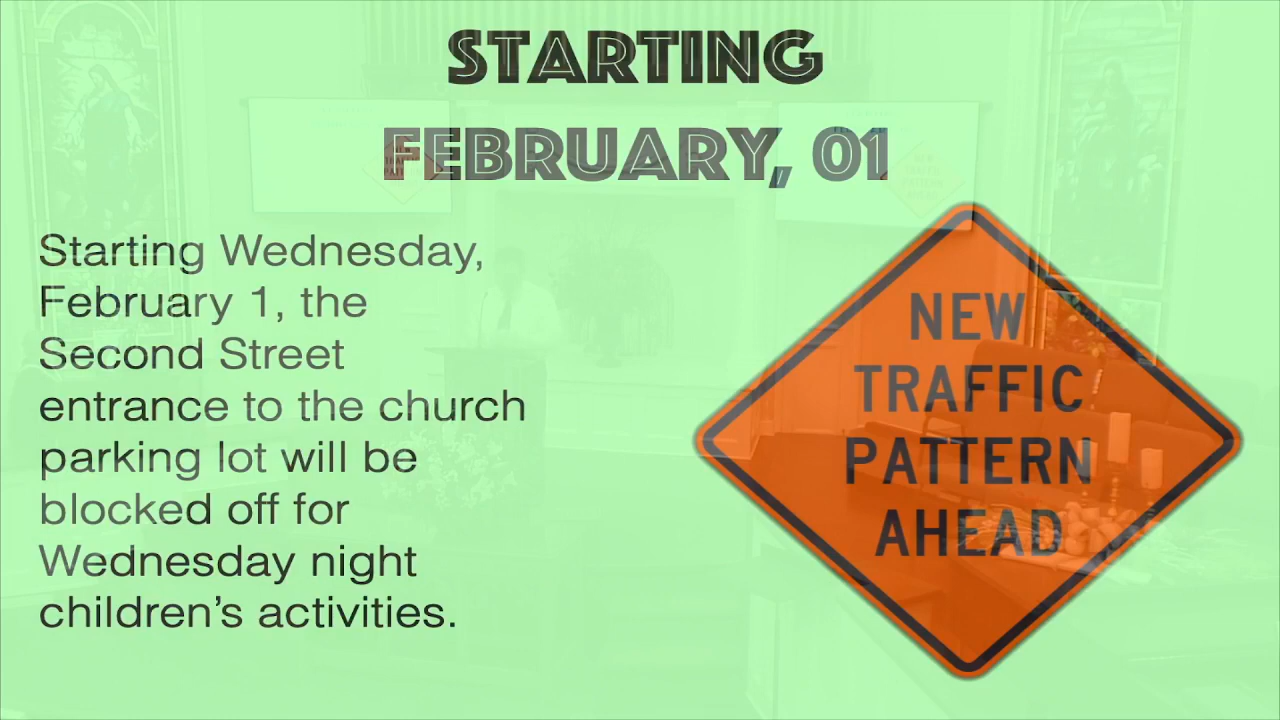 STARTING
FEBRUARY, 01
Starting Wednesday,
February 1, the
Second Street
entrance to the church
parking lot will be
blocked off for
Wednesday night
children's activities.
NEW
TRAFFIC
PATTERN
AHEAD